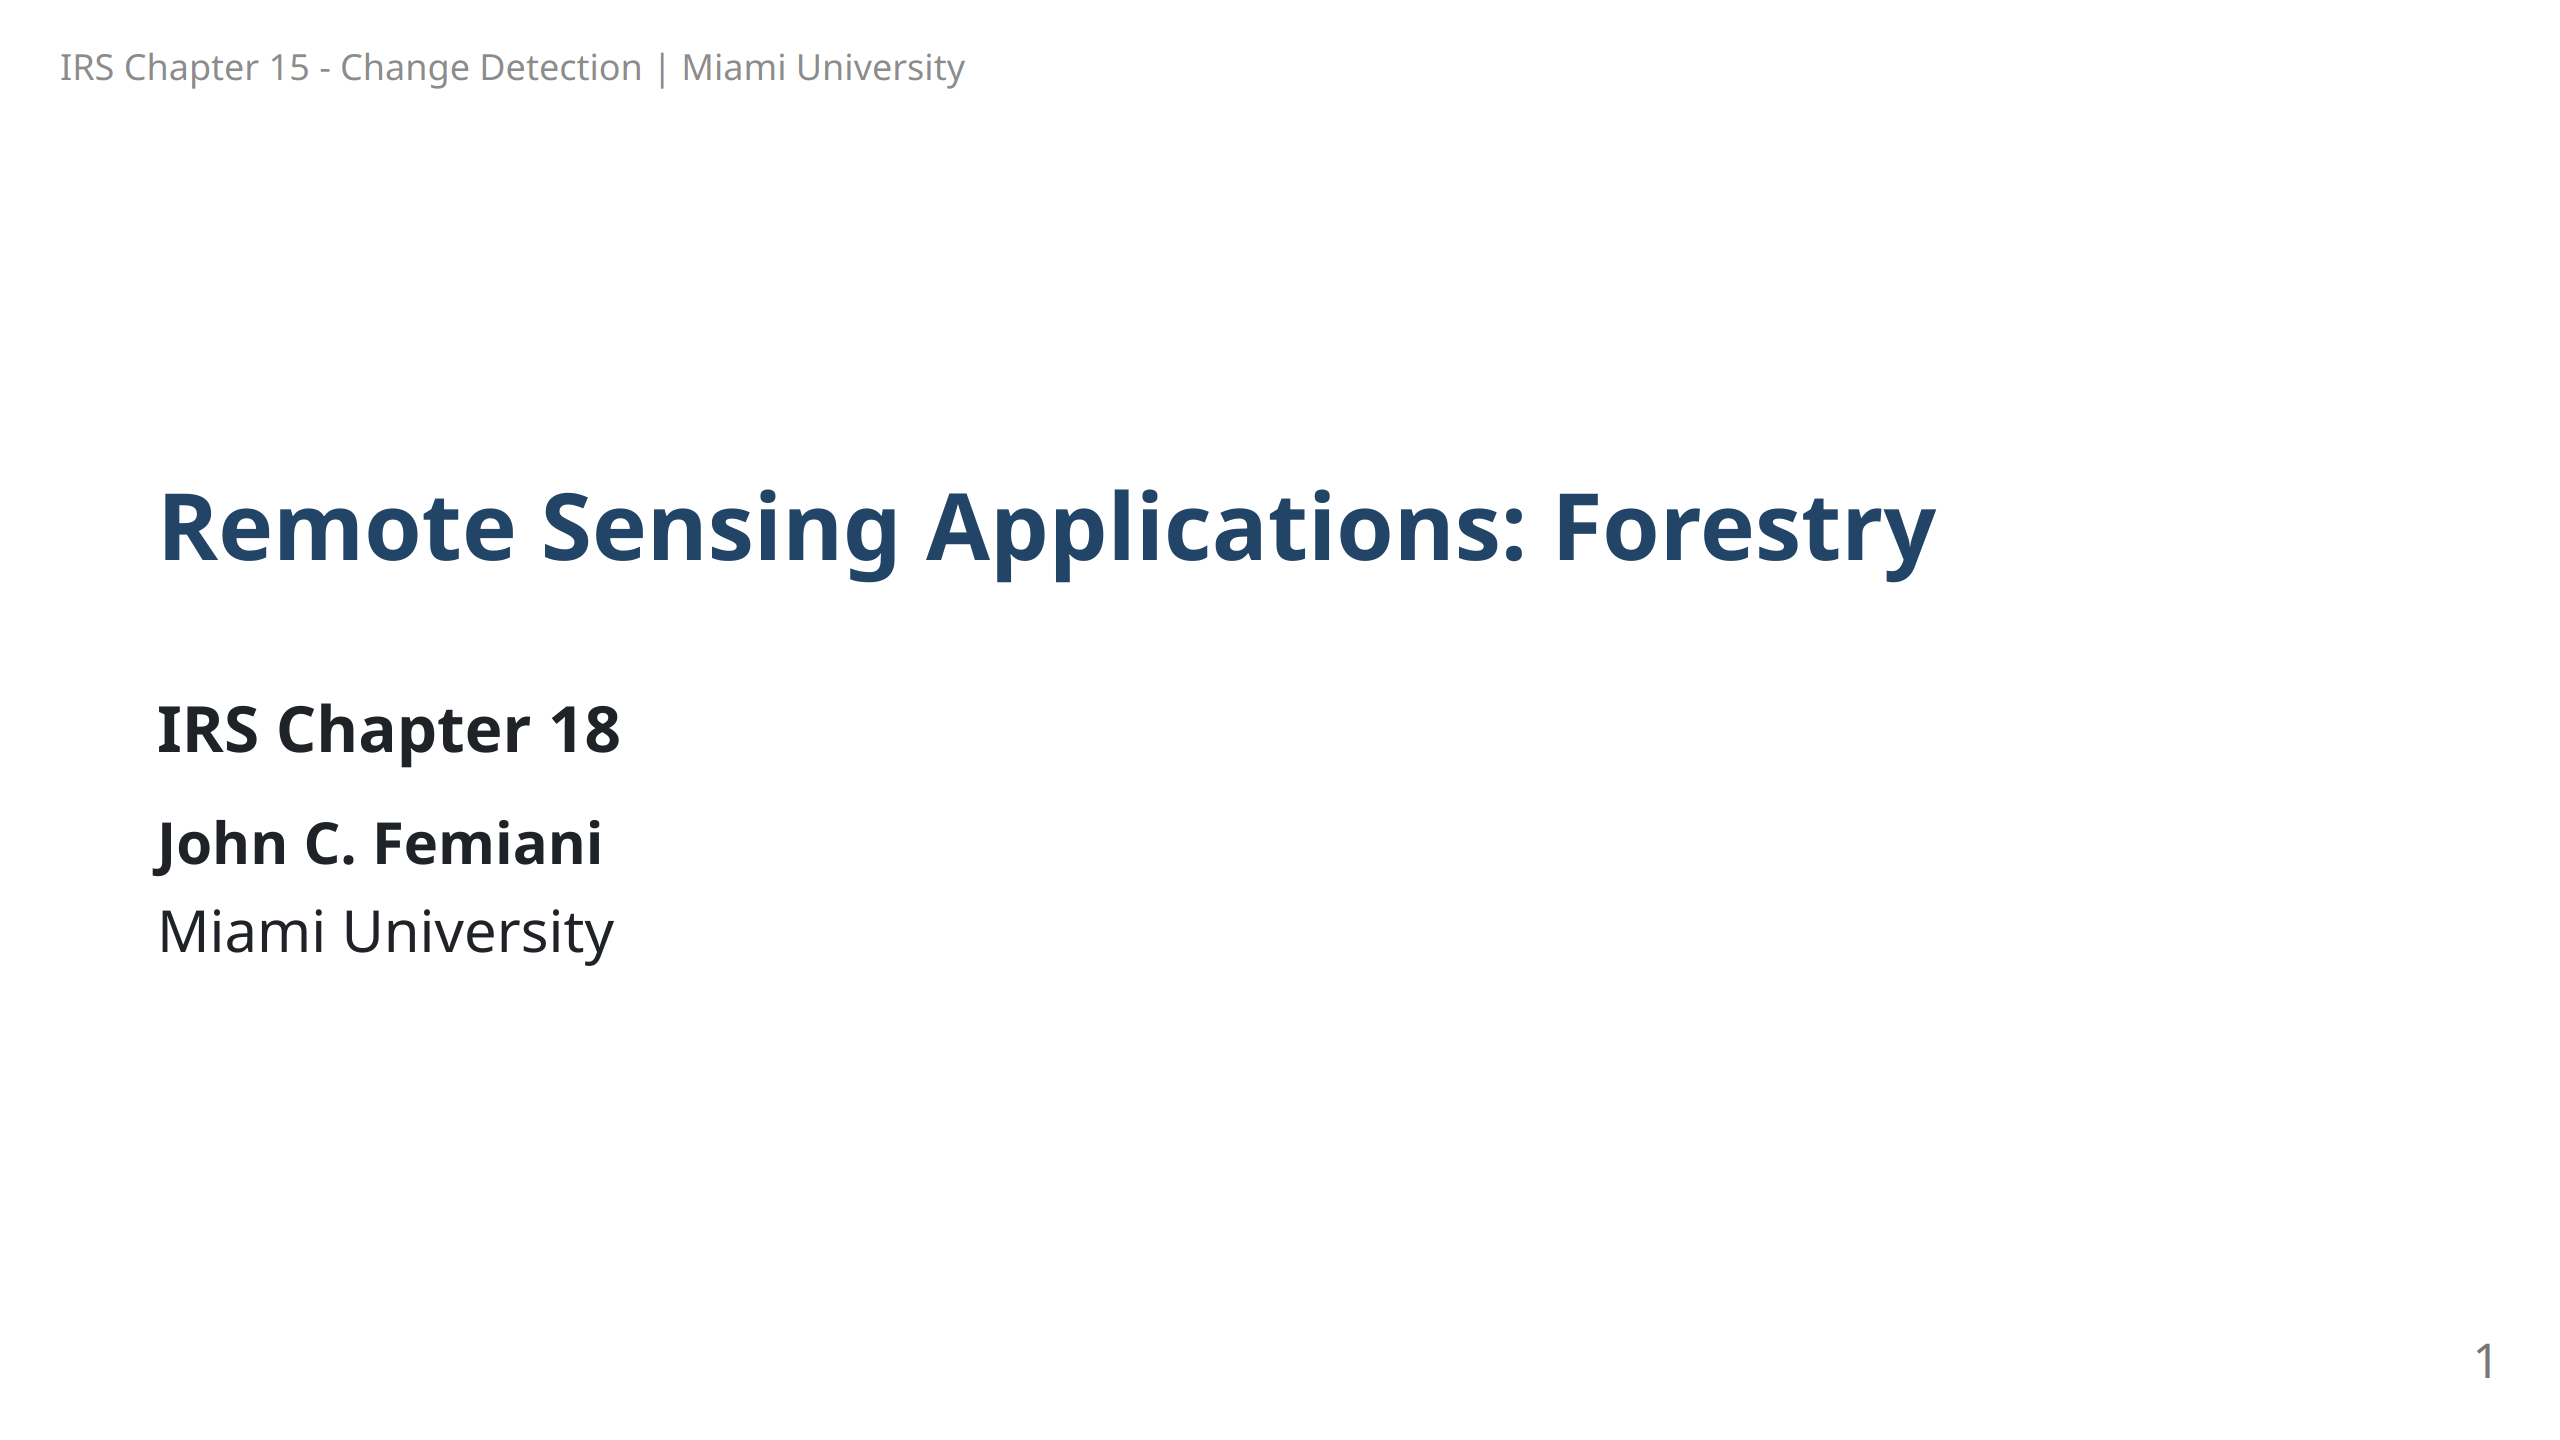 IRS Chapter 15 - Change Detection | Miami University
Remote Sensing Applications: Forestry
IRS Chapter 18
John C. Femiani
Miami University
1